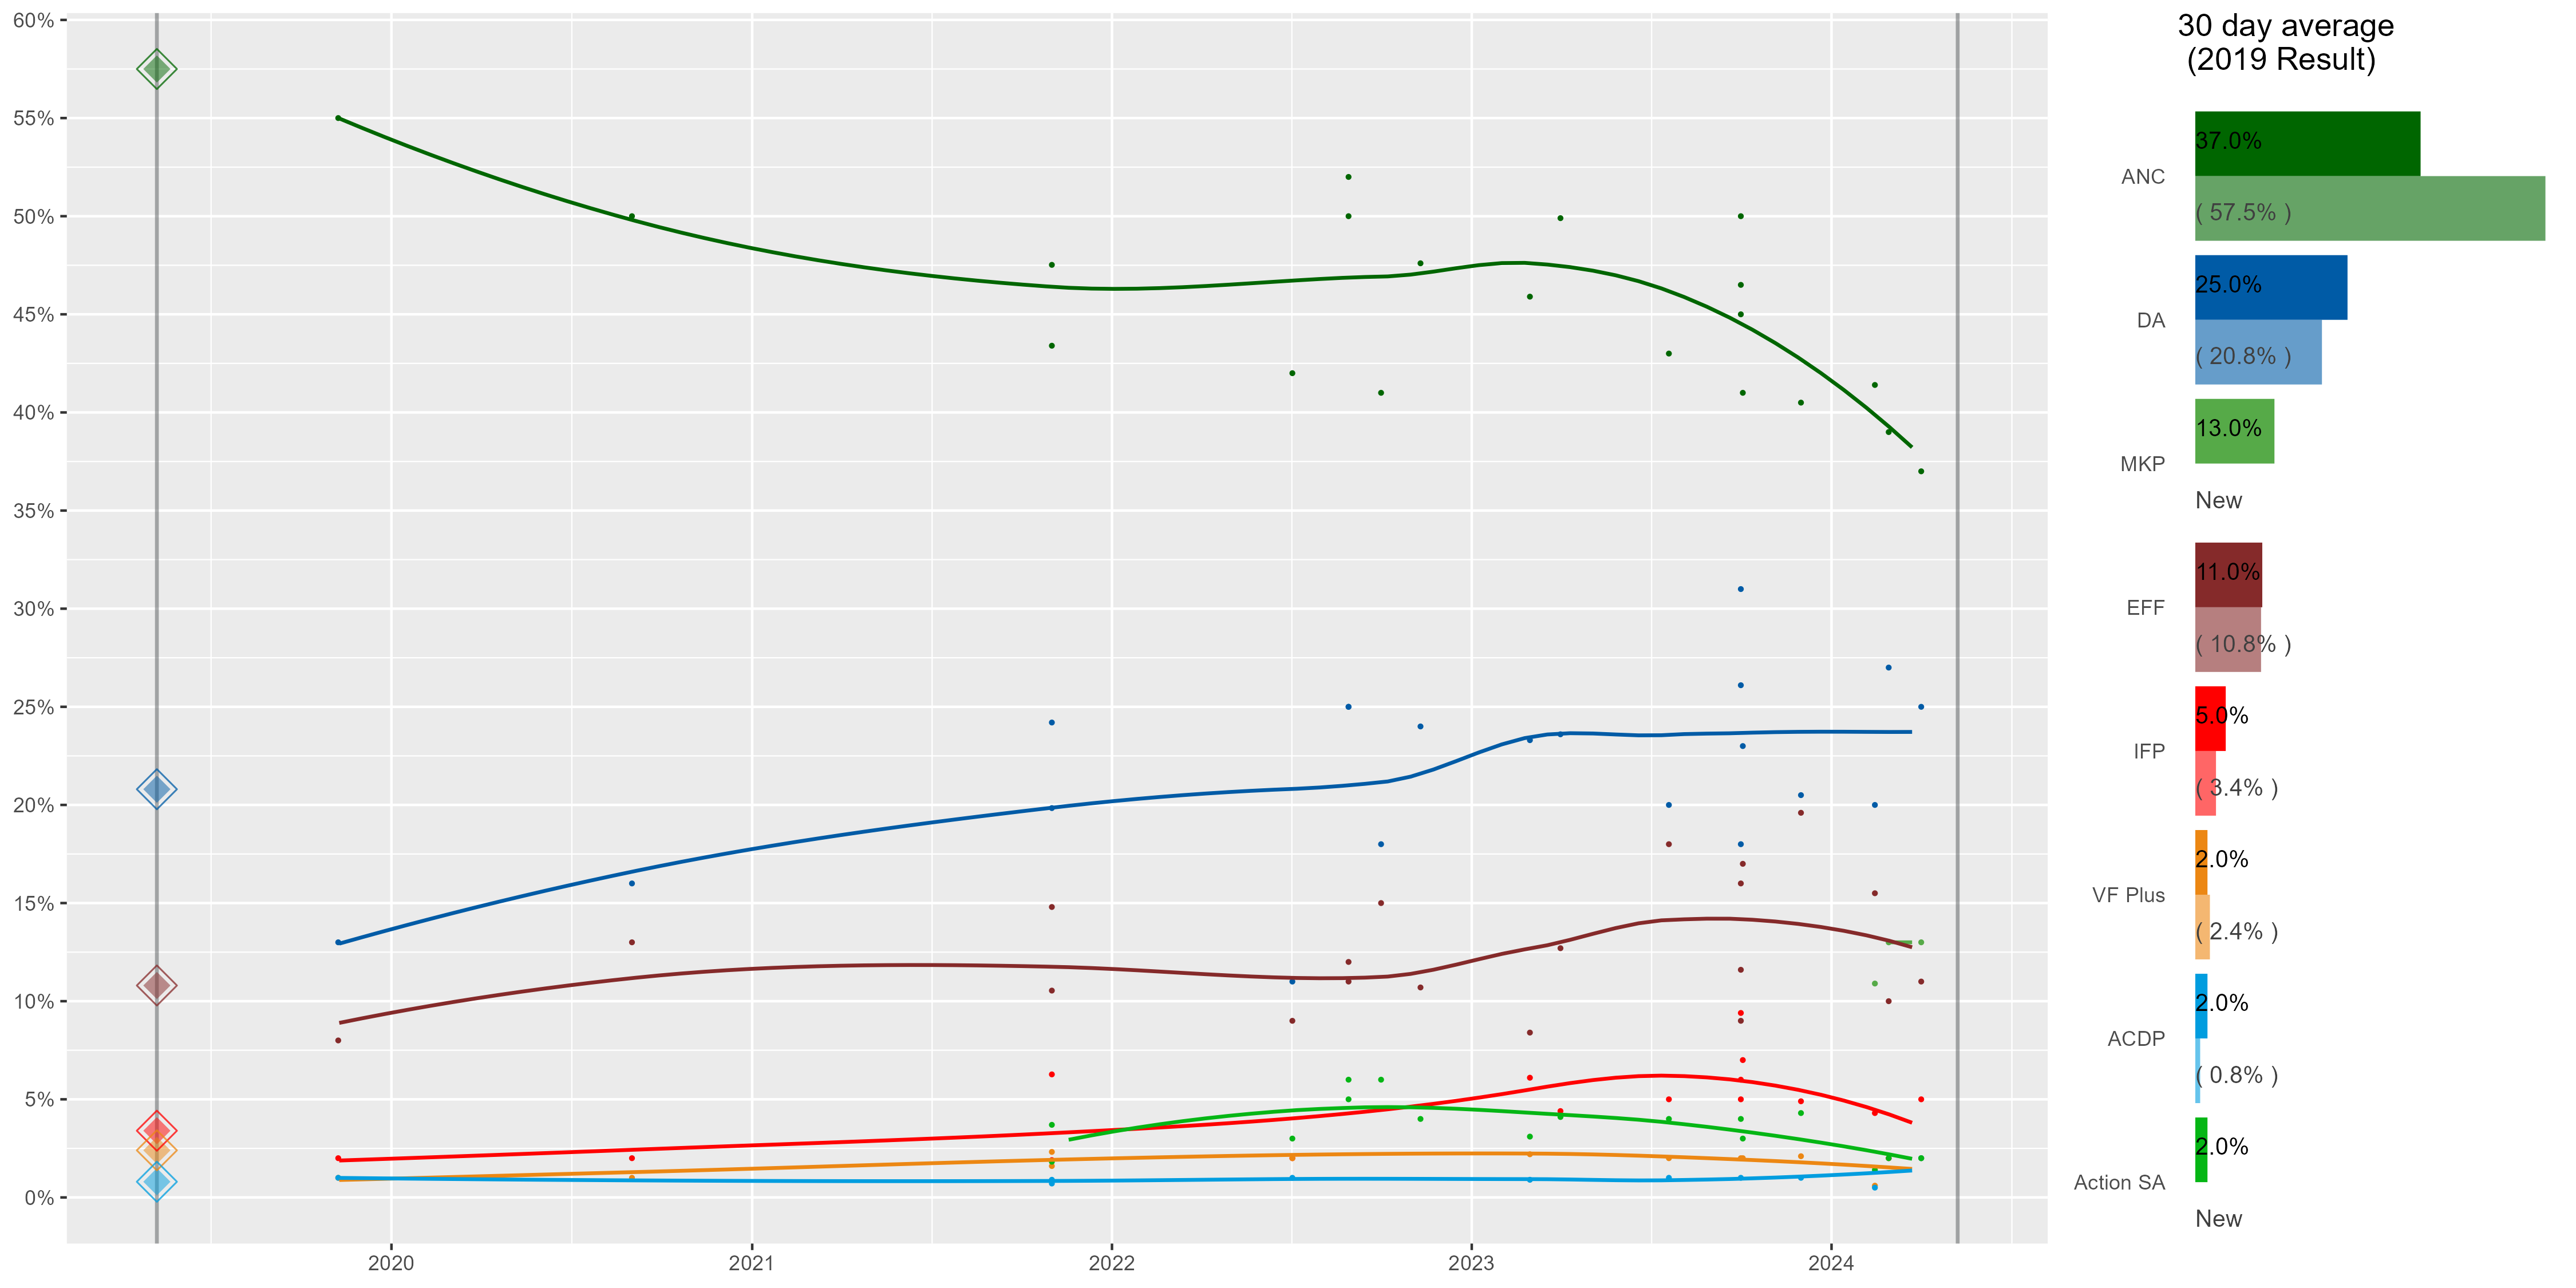 60%
55%
50%
45%
40%
35%
30%
25%
20%
15%
10%
5%
0%
2020
2021
2022
2023
2024
30 day average
(2019 Result)
ANC
37.0%
( 57.5% )
DA
25.0%
( 20.8% )
MKP
13.0%
New
EFF
11.0%
( 10.8% )
IFP
5.0%
( 3.4% )
VF Plus
2.0%
( 2.4% )
ACDP
2.0%
( 0.8% )
Action SA
2.0%
New